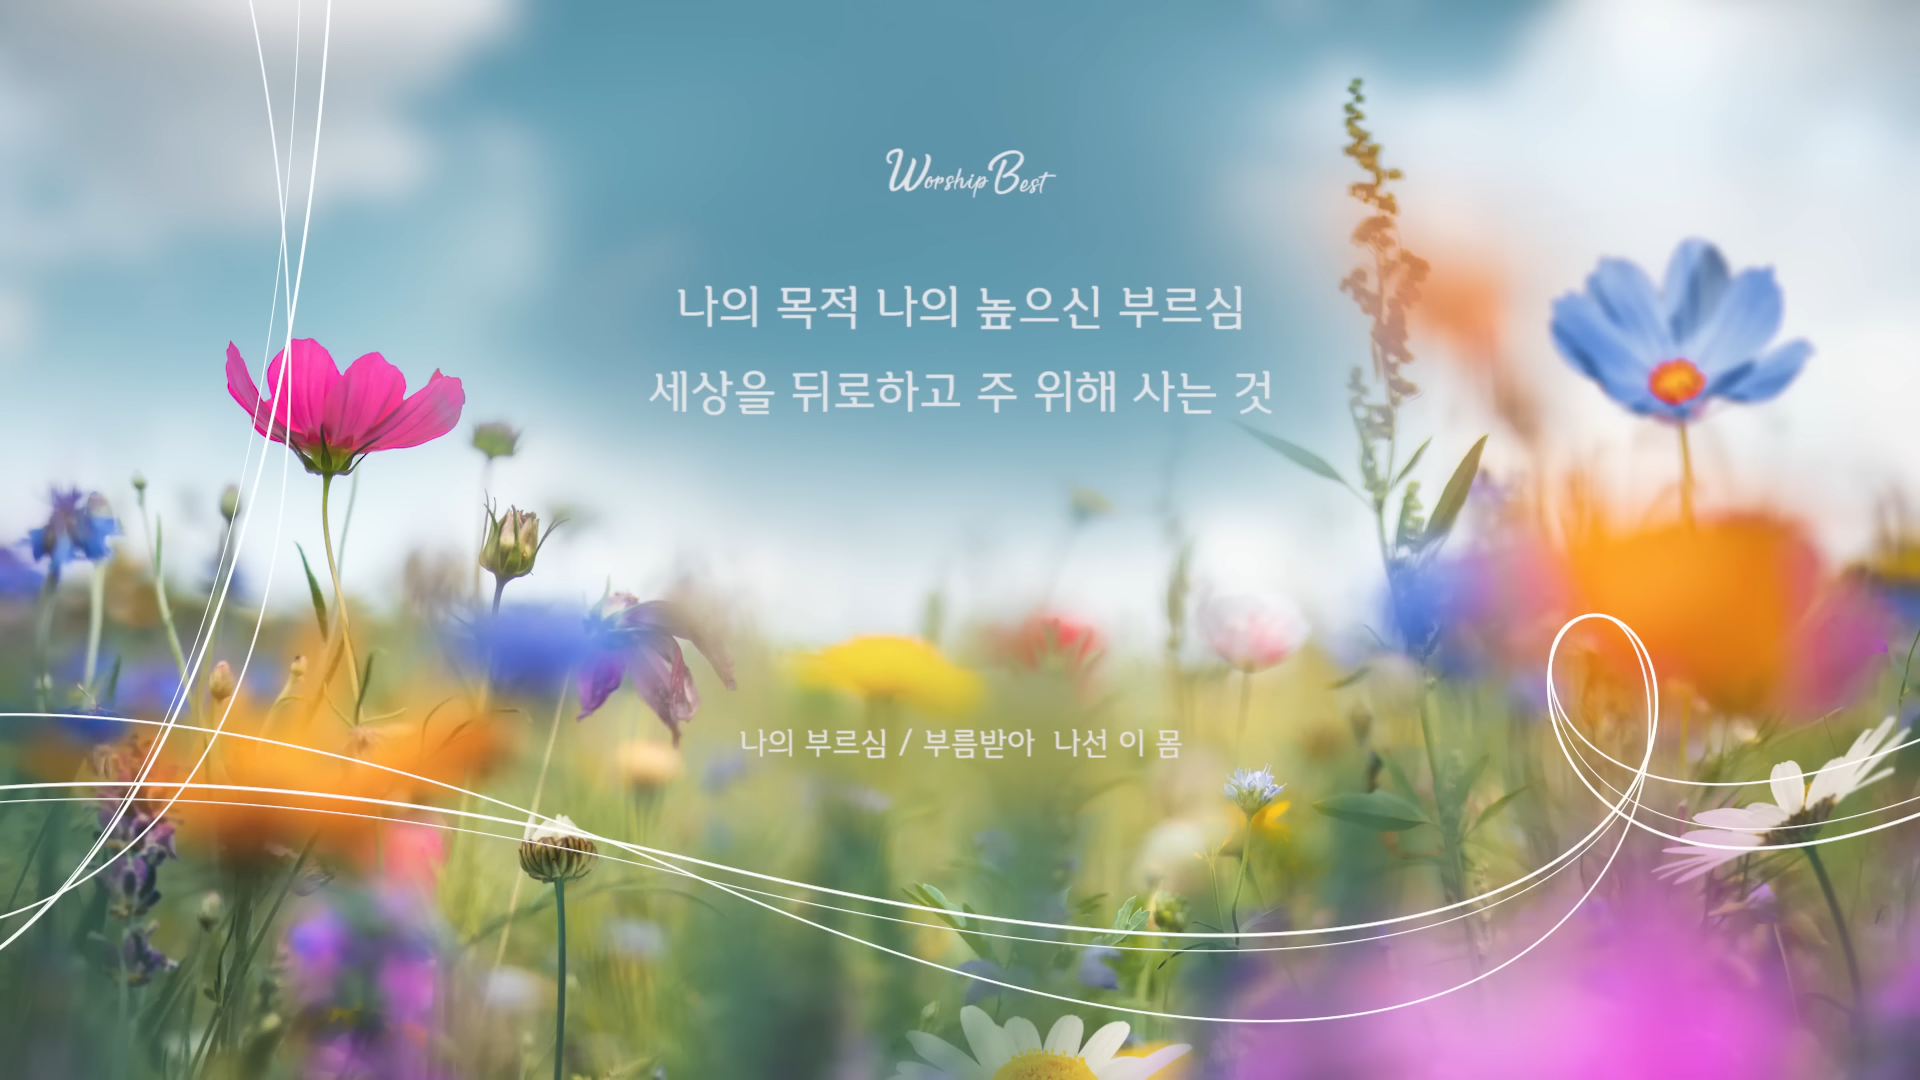 Worship Best
나의 목적 나의 높으신 부르심
세상을 뒤로하고 주 위해 사는 것
나의 부르심 / 부름받아 나선 이 몸